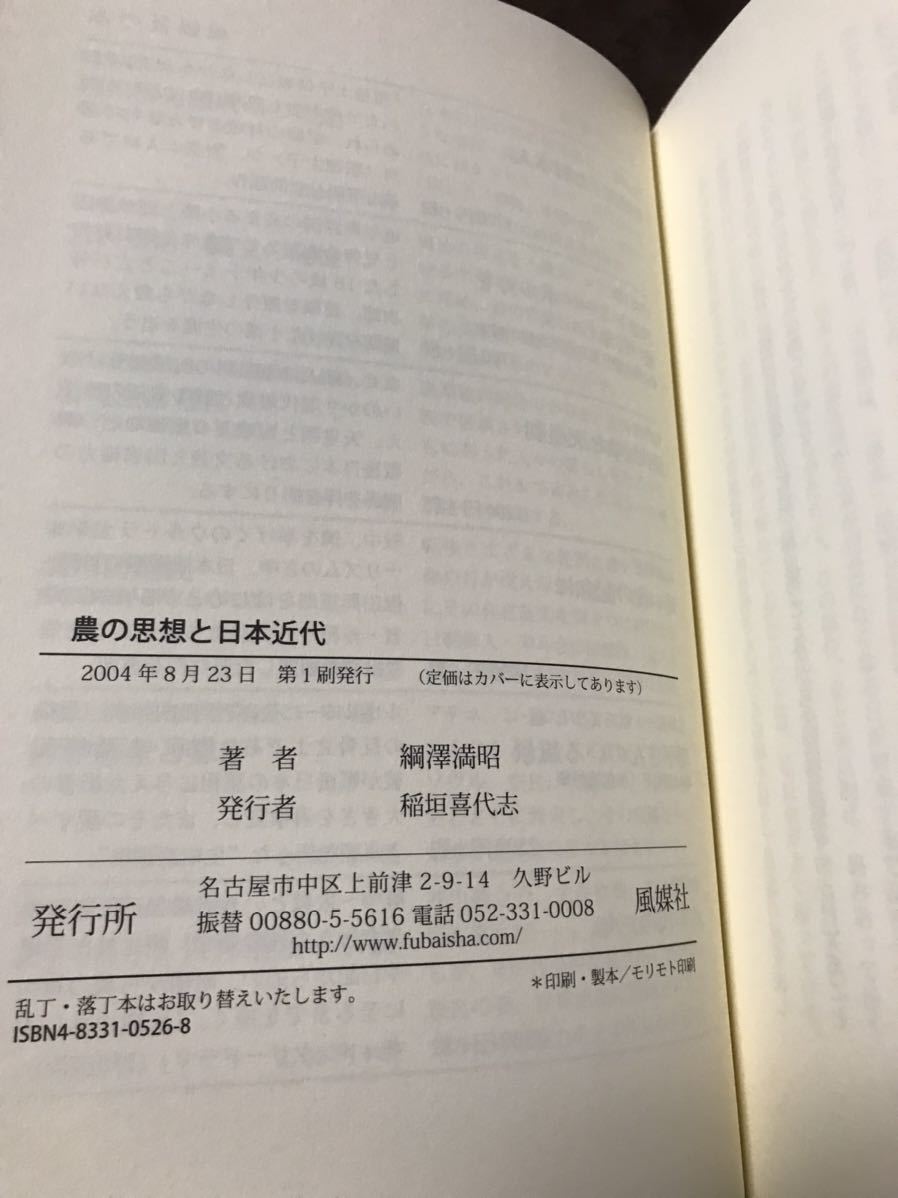 農の思想と日本近代
2004年8月23日 第1刷発行 （定価はカバーに表示してあります）
著者 綱澤満昭
発行者 稲垣喜代志
発行所
名古屋市中区上前津 2-9-14 久野ビル
振替 00880-5-5616 電話 052-331-0008
http://www.fubaisha.com/
風媒社
乱丁・落丁本はお取り替えいたします。
＊印刷・製本／モリモト印刷
ISBN4-8331-0526-8